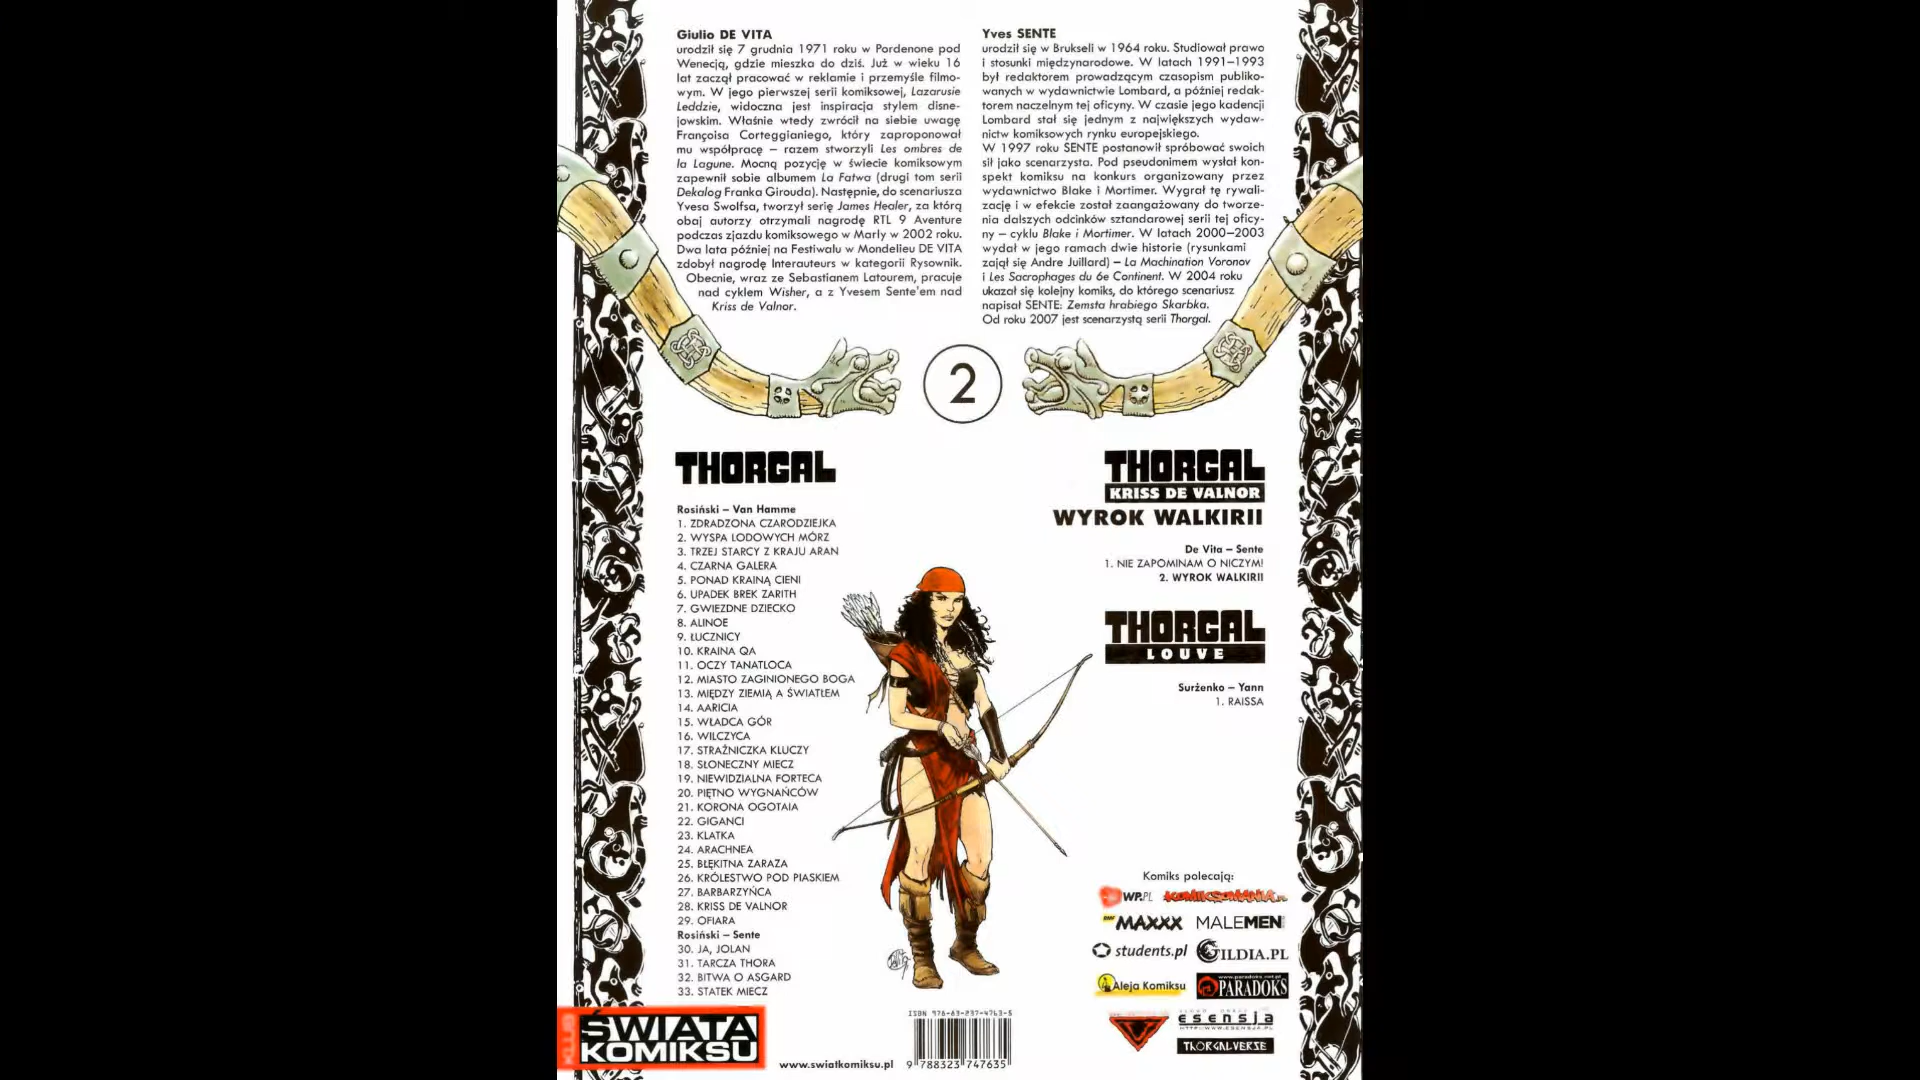 Giulio DE VITA
urodził się 7 grudnia 1971 roku w Pordenone pod
Wenecją, gdzie mieszka do dziś. Już w wieku 16
lat zaczął pracować w reklamie i przemyśle filmo-
wym. W jego pierwszej serii komiksowej, Lazarusie
Leddzie, widoczna jest inspiracja stylem disne-
jowskim. Właśnie wtedy zwrócił na siebie uwagę
Françoisa Corteggianiego, który zaproponował
mu współpracę – razem stworzyli Les ombres de
la Lagune. Mocną pozycję w świecie komiksowym
zapewnił sobie albumem La Fatwa (drugi tom serii
Dekalog Franka Girouda). Następnie, do scenariusza
Yvesa Swolfsa, tworzył serię James Healer, za którą
obaj autorzy otrzymali nagrodę RTL 9 Aventure
podczas zjazdu komiksowego w Marly w 2002 roku.
Dwa lata później na Festiwalu w Mondelieu DE VITA
zdobył nagrodę Interauteurs w kategorii Rysownik.
Obecnie, wraz ze Sebastianem Latourem, pracuje
nad cyklem Wisher, a z Yvesem Sente'em nad
Kriss de Valnor.
Yves SENTE
urodził się w Brukseli w 1964 roku. Studiował prawo
i stosunki międzynarodowe. W latach 1991–1993
był redaktorem prowadzącym czasopism publiko-
wanych w wydawnictwie Lombard, a później redak-
torem naczelnym tej oficyny. W czasie jego kadencji
Lombard stał się jednym z największych wydaw-
nictw komiksowych rynku europejskiego.
W 1997 roku SENTE postanowił spróbować swoich
sił jako scenarzysta. Pod pseudonimem wysłał kon-
spekt komiksu na konkurs organizowany przez
wydawnictwo Blake i Mortimer. Wygrał tę rywali-
zację i w efekcie został zaangażowany do tworze-
nia dalszych odcinków sztandarowej serii tej oficy-
ny – cyklu Blake i Mortimer. W latach 2000–2003
wydał w jego ramach dwie historie (rysunkami
zajął się Andre Juillard) – La Machination Voronov
i Les Sacrophages du 6e Continent. W 2004 roku
ukazał się kolejny komiks, do którego scenariusz
napisał SENTE: Zemsta hrabiego Skarbka.
Od roku 2007 jest scenarzystą serii Thorgal.
2
THORGAL
Rosiński – Van Hamme
1. ZDRADZONA CZARODZIEJKA
2. WYSPA LODOWYCH MÓRZ
3. TRZEJ STARCY Z KRAJU ARAN
4. CZARNA GALERA
5. PONAD KRAINĄ CIENI
6. UPADEK BREK ZARITH
7. GWIEZDNE DZIECKO
8. ALINOE
9. ŁUCZNICY
10. KRAINA QA
11. OCZY TANATLOCA
12. MIASTO ZAGINIONEGO BOGA
13. MIĘDZY ZIEMIĄ A ŚWIATŁEM
14. AARICIA
15. WŁADCA GÓR
16. WILCZYCA
17. STRAŻNICZKA KLUCZY
18. SŁONECZNY MIECZ
19. NIEWIDZIALNA FORTECA
20. PIĘTNO WYGNAŃCÓW
21. KORONA OGOTAIA
22. GIGANCI
23. KLATKA
24. ARACHNEA
25. BŁĘKITNA ZARAZA
26. KRÓLESTWO POD PIASKIEM
27. BARBARZYŃCA
28. KRISS DE VALNOR
29. OFIARA
Rosiński – Sente
30. JA, JOLAN
31. TARCZA THORA
32. BITWA O ASGARD
33. STATEK MIECZ
THORGAL
KRISS DE VALNOR
WYROK WALKIRII
De Vita – Sente
1. NIE ZAPOMINAM O NICZYM!
2. WYROK WALKIRII
THORGAL
LOUVE
Surżenko – Yann
1. RAISSA
Komiks polecają:
WP.PL KOMIKSOMANIA.PL
RMF MAXXX MALEMEN
students.pl GILDIA.PL
Aleja Komiksu www.paradoks.net.pl PARADOKS
esensja
HTTP://WWW.ESENSJA.PL
THORGALVERSE
KLUB ŚWIATA
KOMIKSU
www.swiatkomiksu.pl
ISBN 978-83-237-4763-5
9 788323 747635